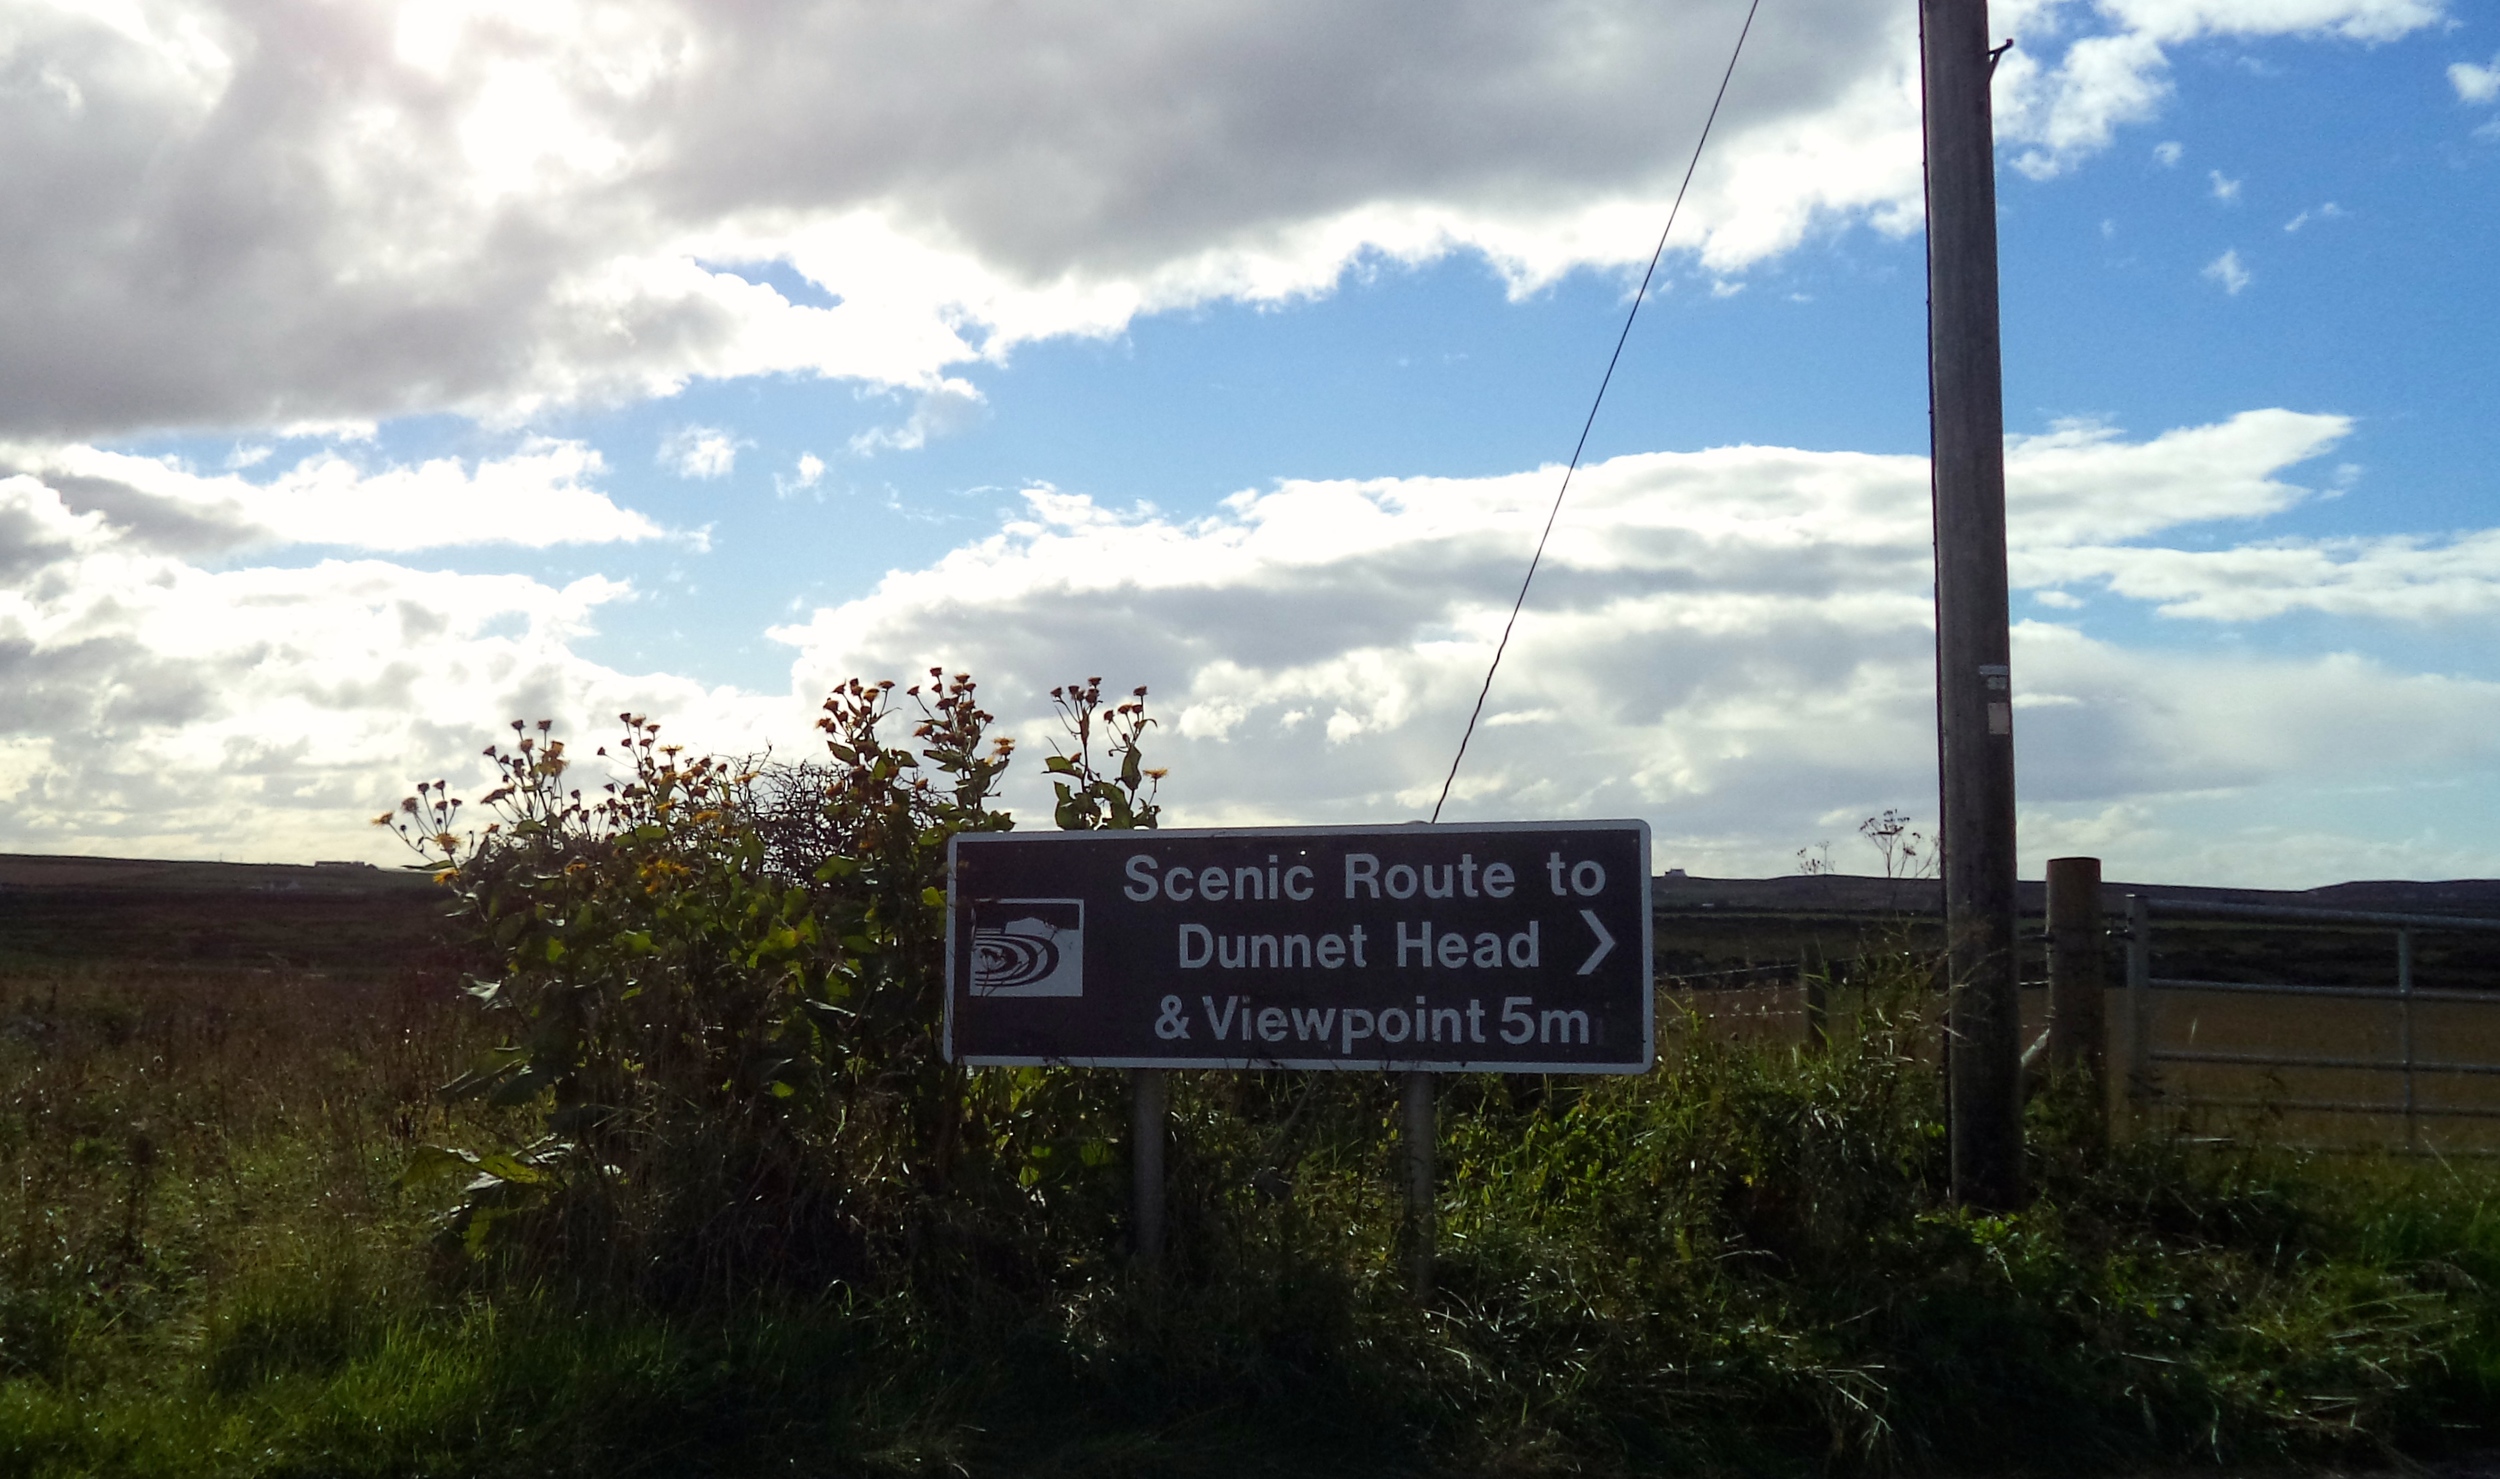 Scenic Route to
Dunnet Head
& Viewpoint 5m